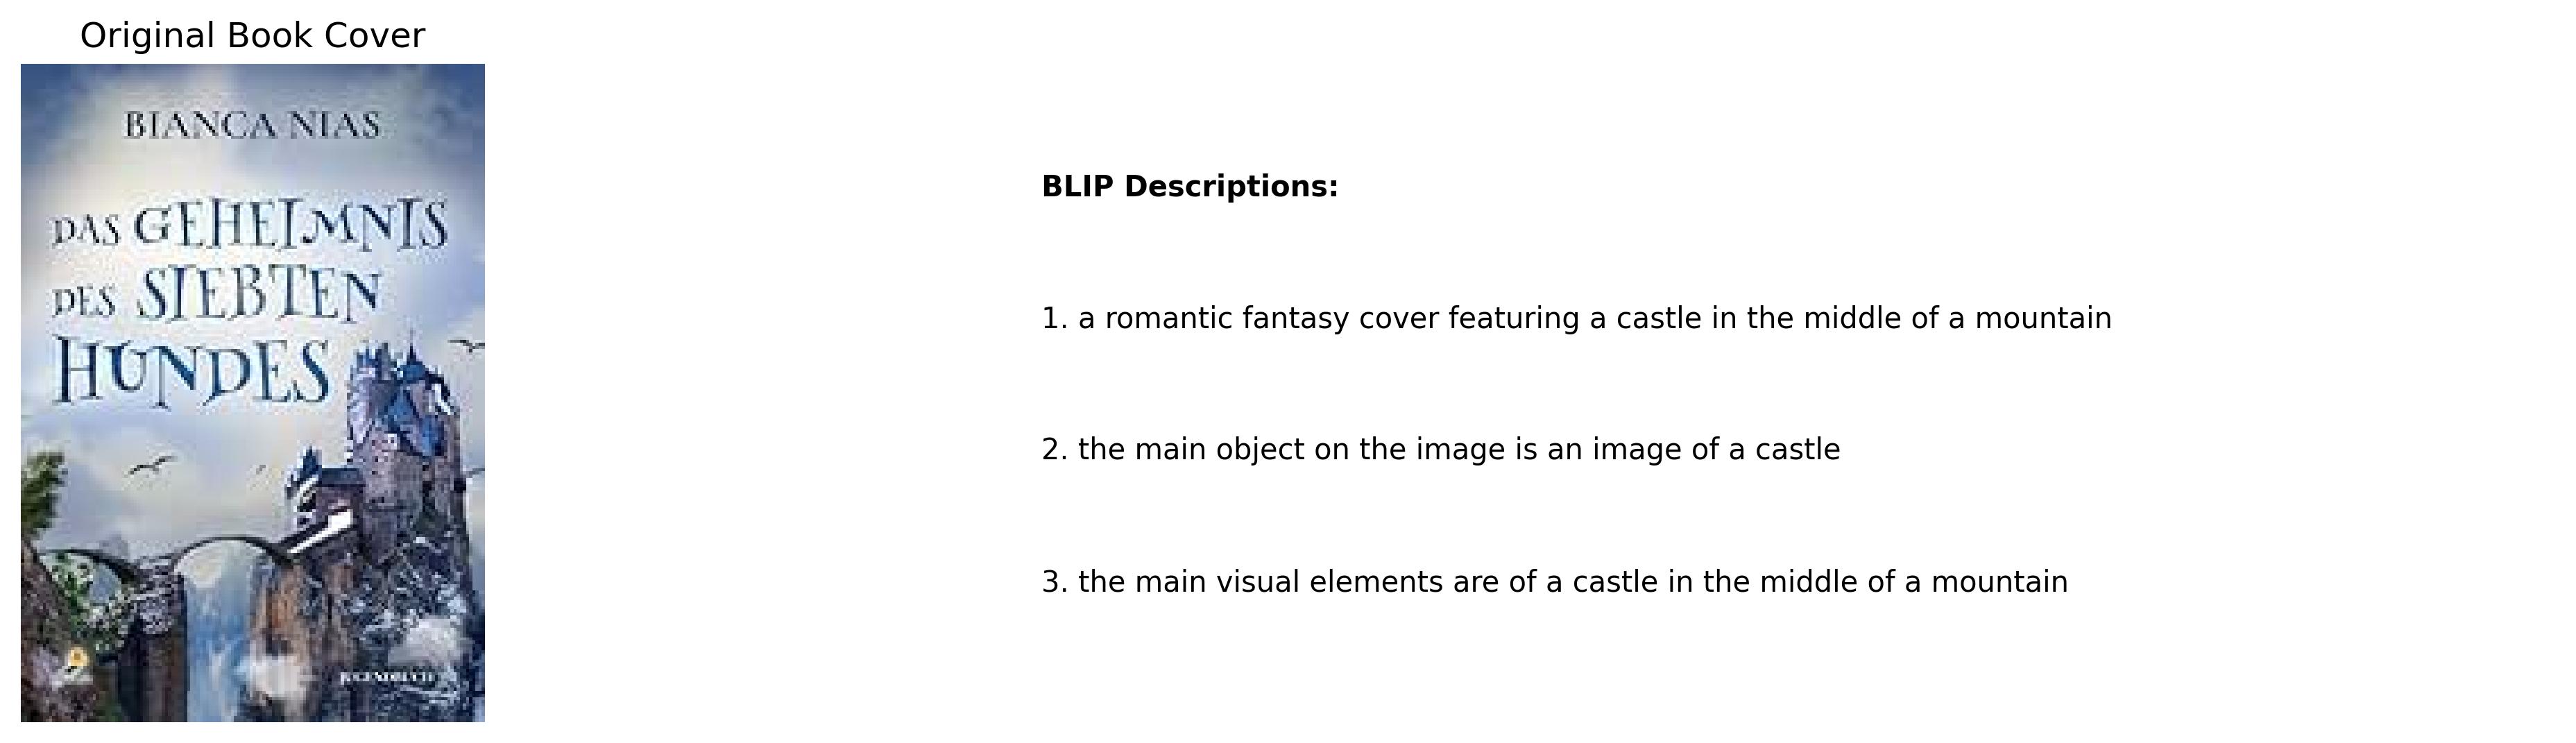 Original Book Cover
BIANCA NIAS
DAS GEHEIMNIS
DES SIEBTEN
HUNDES
JUGENDBUCH
BLIP Descriptions:
1. a romantic fantasy cover featuring a castle in the middle of a mountain
2. the main object on the image is an image of a castle
3. the main visual elements are of a castle in the middle of a mountain